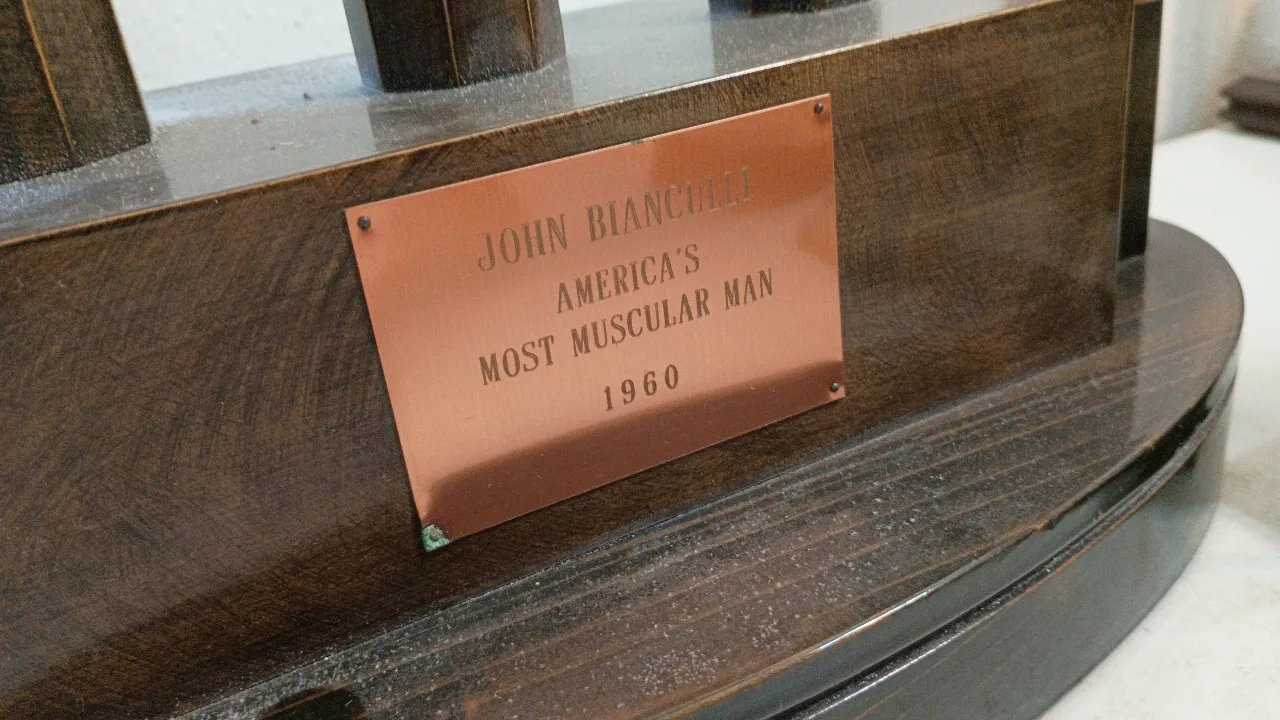 JOHN BIANCULLI
AMERICA'S
MOST MUSCULAR MAN
1960